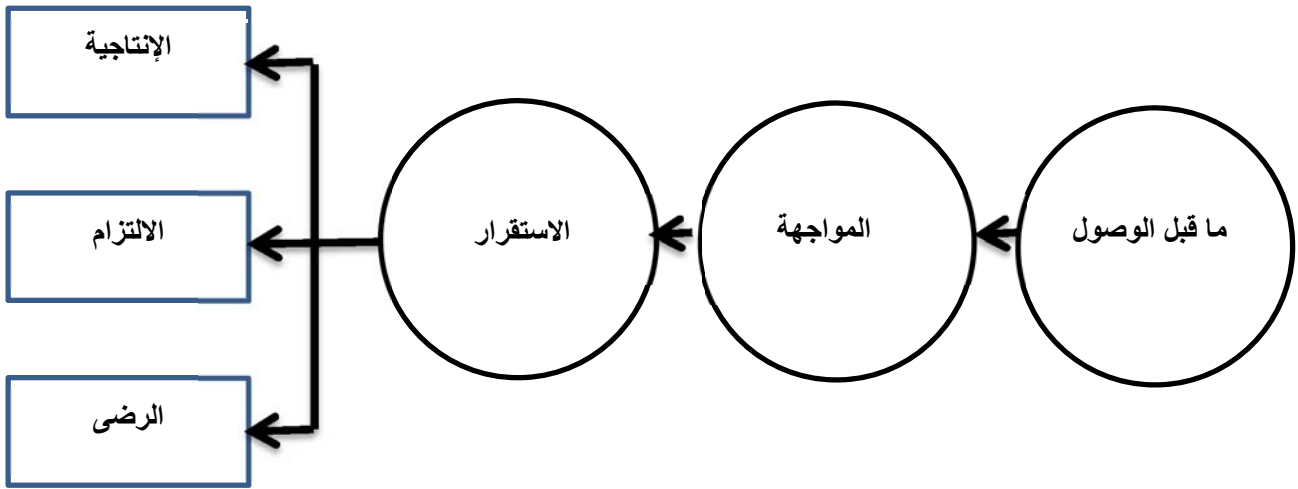 ما قبل الوصول
المواجهة
الاستقرار
الإنتاجية
الالتزام
الرضى